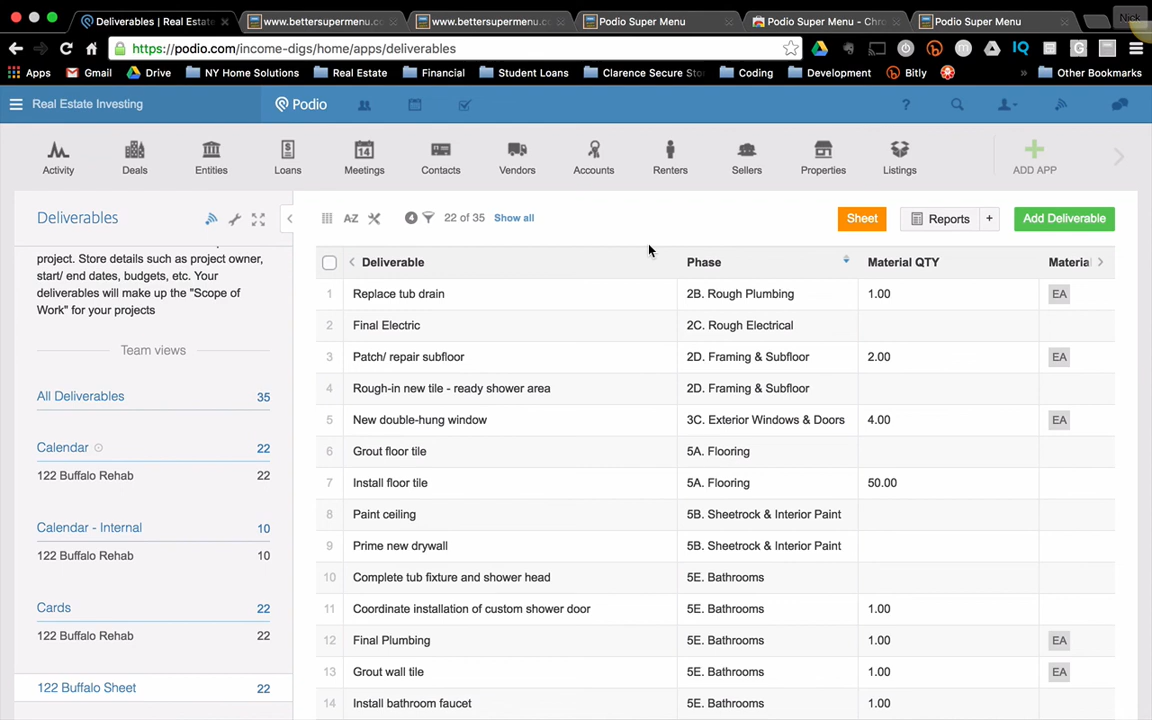 Nick
Deliverables | Real Estate
www.bettersupermenu.co
www.bettersupermenu.c
Podio Super Menu
Podio Super Menu - Chro
Podio Super Menu
https://podio.com/income-digs/home/apps/deliverables
Apps Gmail Drive NY Home Solutions Real Estate Financial Student Loans Clarence Secure Stor Coding Development Bitly » Other Bookmarks
Real Estate Investing Podio ?
Activity Deals Entities Loans Meetings Contacts Vendors Accounts Renters Sellers Properties Listings ADD APP
Deliverables
project. Store details such as project owner,
start/ end dates, budgets, etc. Your
deliverables will make up the "Scope of
Work" for your projects
Team views
All Deliverables 35
Calendar 22
122 Buffalo Rehab 22
Calendar - Internal 10
122 Buffalo Rehab 10
Cards 22
122 Buffalo Rehab 22
122 Buffalo Sheet 22
A-Z 4 22 of 35 Show all Sheet Reports + Add Deliverable
Deliverable Phase Material QTY Materia
1 Replace tub drain 2B. Rough Plumbing 1.00 EA
2 Final Electric 2C. Rough Electrical
3 Patch/ repair subfloor 2D. Framing & Subfloor 2.00 EA
4 Rough-in new tile - ready shower area 2D. Framing & Subfloor
5 New double-hung window 3C. Exterior Windows & Doors 4.00 EA
6 Grout floor tile 5A. Flooring
7 Install floor tile 5A. Flooring 50.00
8 Paint ceiling 5B. Sheetrock & Interior Paint
9 Prime new drywall 5B. Sheetrock & Interior Paint
10 Complete tub fixture and shower head 5E. Bathrooms
11 Coordinate installation of custom shower door 5E. Bathrooms 1.00
12 Final Plumbing 5E. Bathrooms 1.00 EA
13 Grout wall tile 5E. Bathrooms 1.00 EA
14 Install bathroom faucet 5E. Bathrooms 1.00